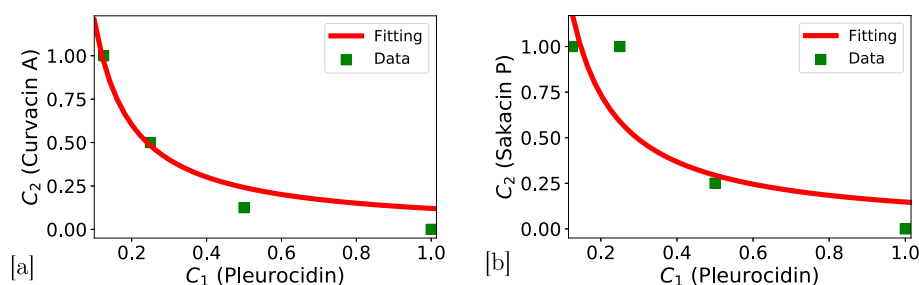 C₂ (Curvacin A)
1.00
0.75
0.50
0.25
0.00
Fitting
Data
0.2
0.4
0.6
0.8
1.0
C₁ (Pleurocidin)
[a]
C₂ (Sakacin P)
1.00
0.75
0.50
0.25
0.00
Fitting
Data
0.2
0.4
0.6
0.8
1.0
C₁ (Pleurocidin)
[b]